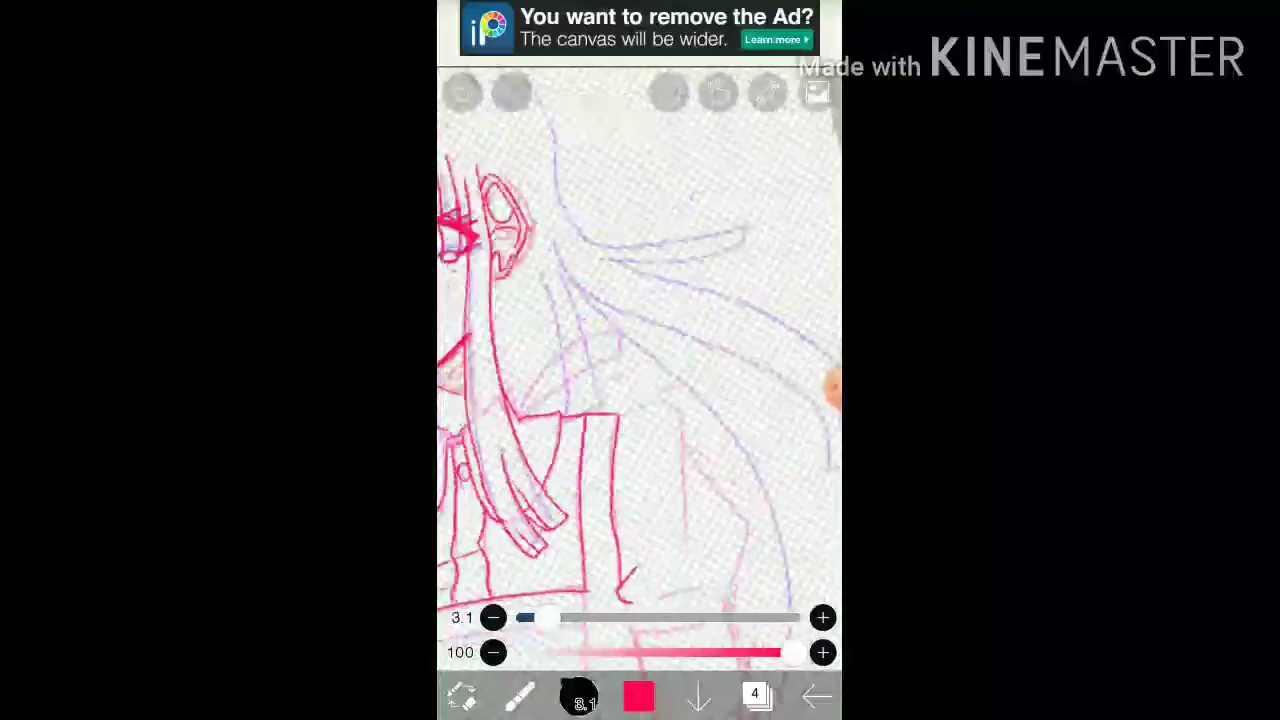 You want to remove the Ad?
The canvas will be wider. Learn more
Made with KINEMASTER
iP
3.1
100
3.1
4